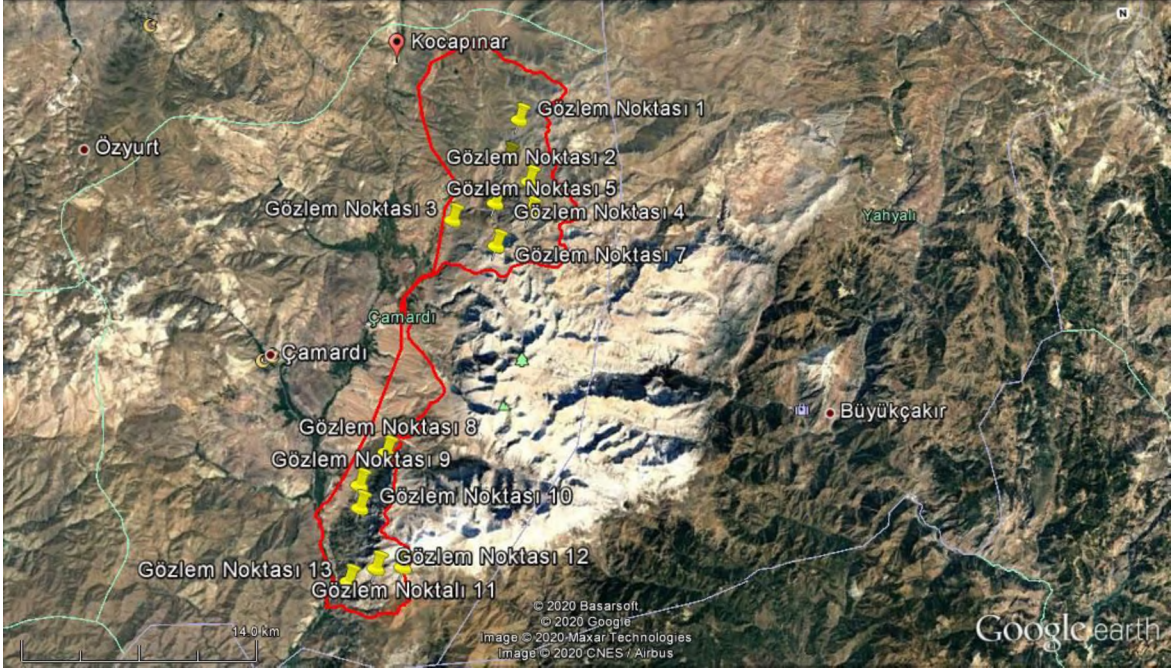 N
Kocapınar
Gözlem Noktası 1
Özyurt
Gözlem Noktası 2
Gözlem Noktası 5
Gözlem Noktası 3
Gözlem Noktası 4
Yahyalı
Gözlem Noktası 7
Çamardı
Çamardı
Büyükçakır
Gözlem Noktası 8
Gözlem Noktası 9
Gözlem Noktası 10
Gözlem Noktası 12
Gözlem Noktası 13
Gözlem Noktalı 11
© 2020 Basarsoft
© 2020 Google
Image © 2020 Maxar Technologies
Image © 2020 CNES / Airbus
14.0 km
Google earth